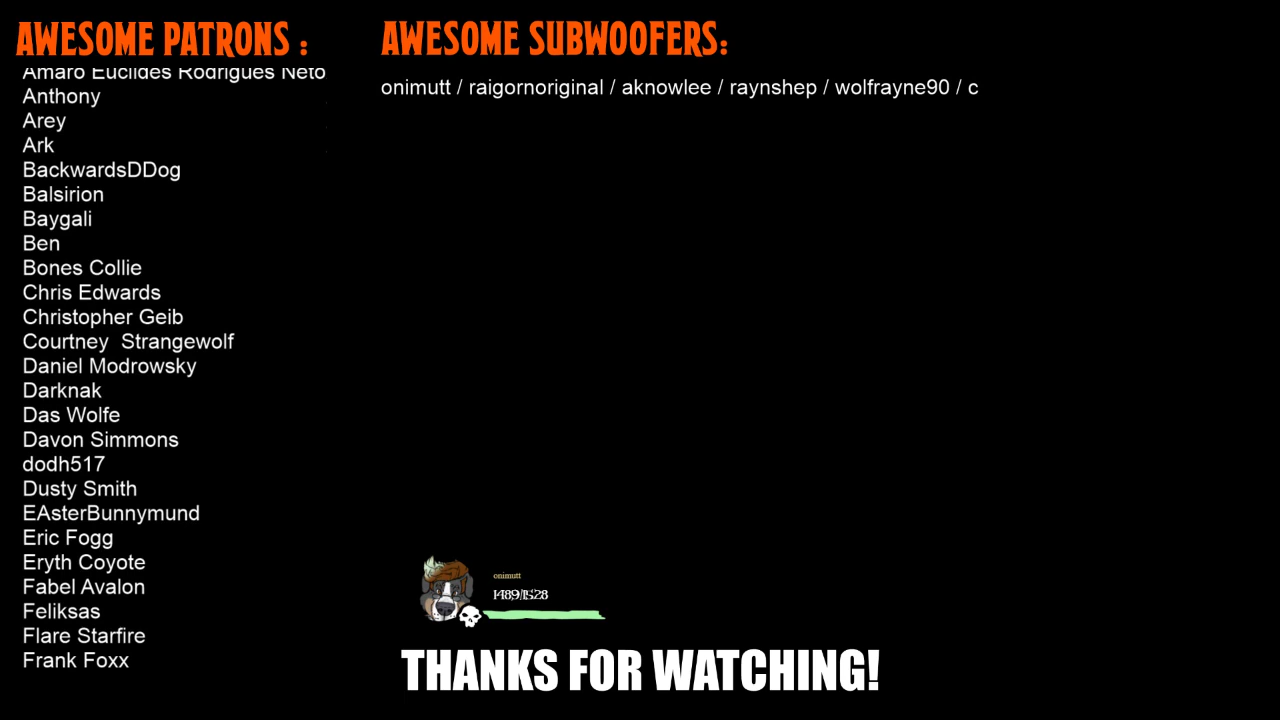 AWESOME PATRONS :
Amaro Euclides Rodrigues Neto
Anthony
Arey
Ark
BackwardsDDog
Balsirion
Baygali
Ben
Bones Collie
Chris Edwards
Christopher Geib
Courtney  Strangewolf
Daniel Modrowsky
Darknak
Das Wolfe
Davon Simmons
dodh517
Dusty Smith
EAsterBunnymund
Eric Fogg
Eryth Coyote
Fabel Avalon
Feliksas
Flare Starfire
Frank Foxx
AWESOME SUBWOOFERS:
onimutt / raigornoriginal / aknowlee / raynshep / wolfrayne90 / c
onimutt
1489/1528
THANKS FOR WATCHING!